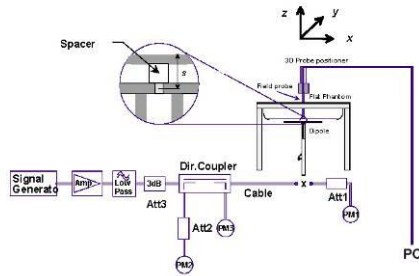 z
y
x
Spacer
s
3D Probe positioner
Field probe
Flat Phantom
Dipole
Signal
Generato
Amp
Low
Pass
3dB
Att3
Dir.Coupler
Cable
x
Att1
PM1
Att2
PM3
PM2
PC